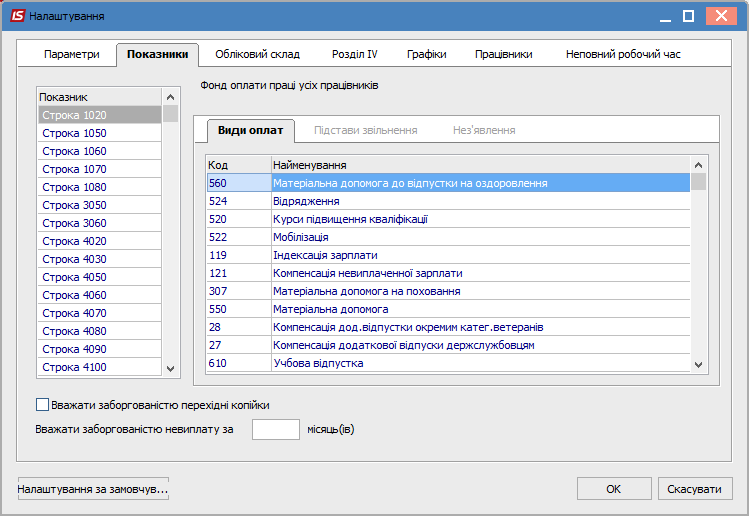 IS Налаштування
Параметри Показники Обліковий склад Розділ IV Графіки Працівники Неповний робочий час
Показник
Строка 1020
Строка 1050
Строка 1060
Строка 1070
Строка 1080
Строка 3050
Строка 3060
Строка 4020
Строка 4030
Строка 4050
Строка 4060
Строка 4070
Строка 4080
Строка 4090
Строка 4100
Фонд оплати праці усіх працівників
Види оплат Підстави звільнення Нез'явлення
Код Найменування
560 Матеріальна допомога до відпустки на оздоровлення
524 Відрядження
520 Курси підвищення кваліфікації
522 Мобілізація
119 Індексація зарплати
121 Компенсація невиплаченної зарплати
307 Матеріальна допомога на поховання
550 Матеріальна допомога
28 Компенсація дод.відпустки окремим катег.ветеранів
27 Компенсація додаткової відпуски держслужбовцям
610 Учбова відпустка
Вважати заборгованістю перехідні копійки
Вважати заборгованістю невиплату за місяць(ів)
Налаштування за замовчув... ОК Скасувати